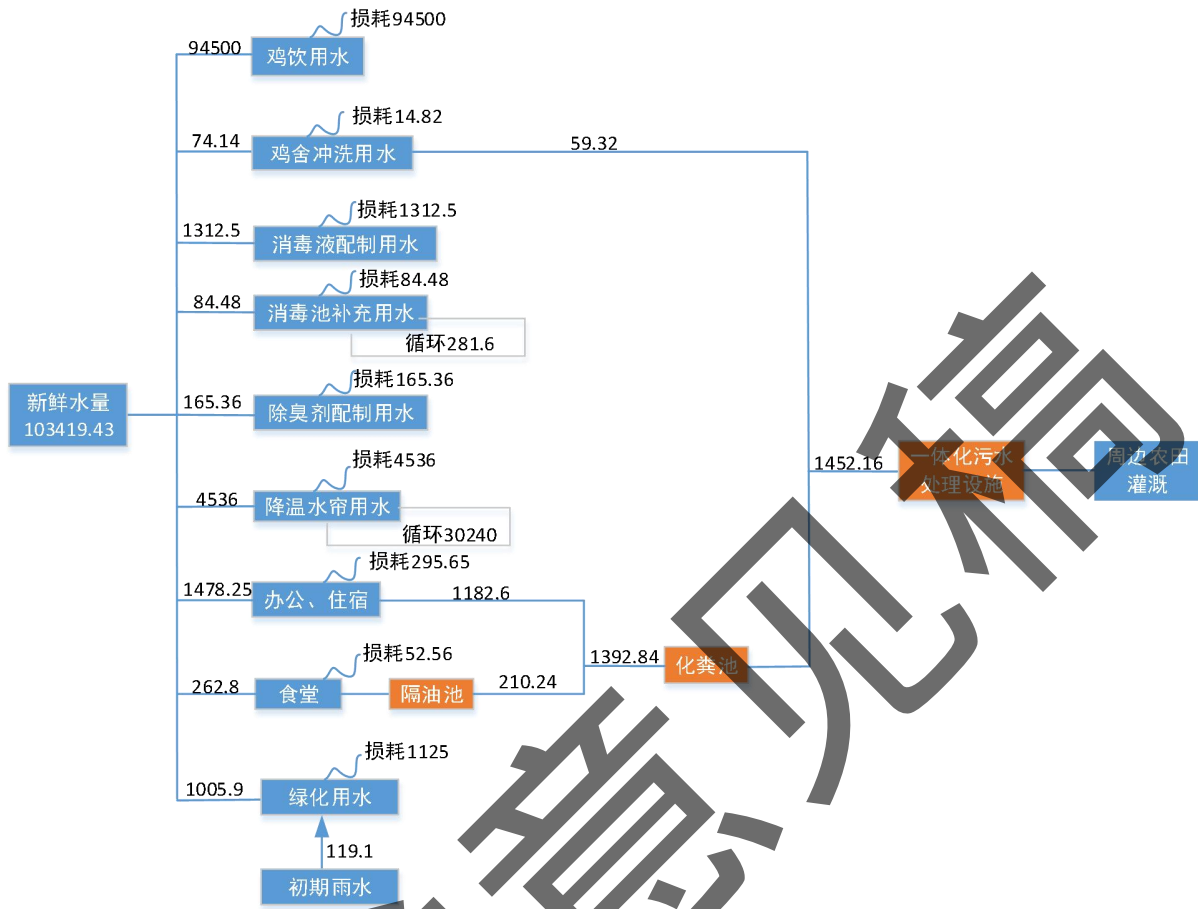 损耗94500
94500
鸡饮用水
损耗14.82
74.14
鸡舍冲洗用水
59.32
损耗1312.5
1312.5
消毒液配制用水
损耗84.48
84.48
消毒池补充用水
循环281.6
新鲜水量
103419.43
损耗165.36
165.36
除臭剂配制用水
损耗4536
4536
降温水帘用水
循环30240
1452.16
一体化污水
处理设施
周边农田
灌溉
损耗295.65
1478.25
办公、住宿
1182.6
1392.84
化粪池
损耗52.56
262.8
食堂
隔油池
210.24
损耗1125
1005.9
绿化用水
119.1
初期雨水
意见稿